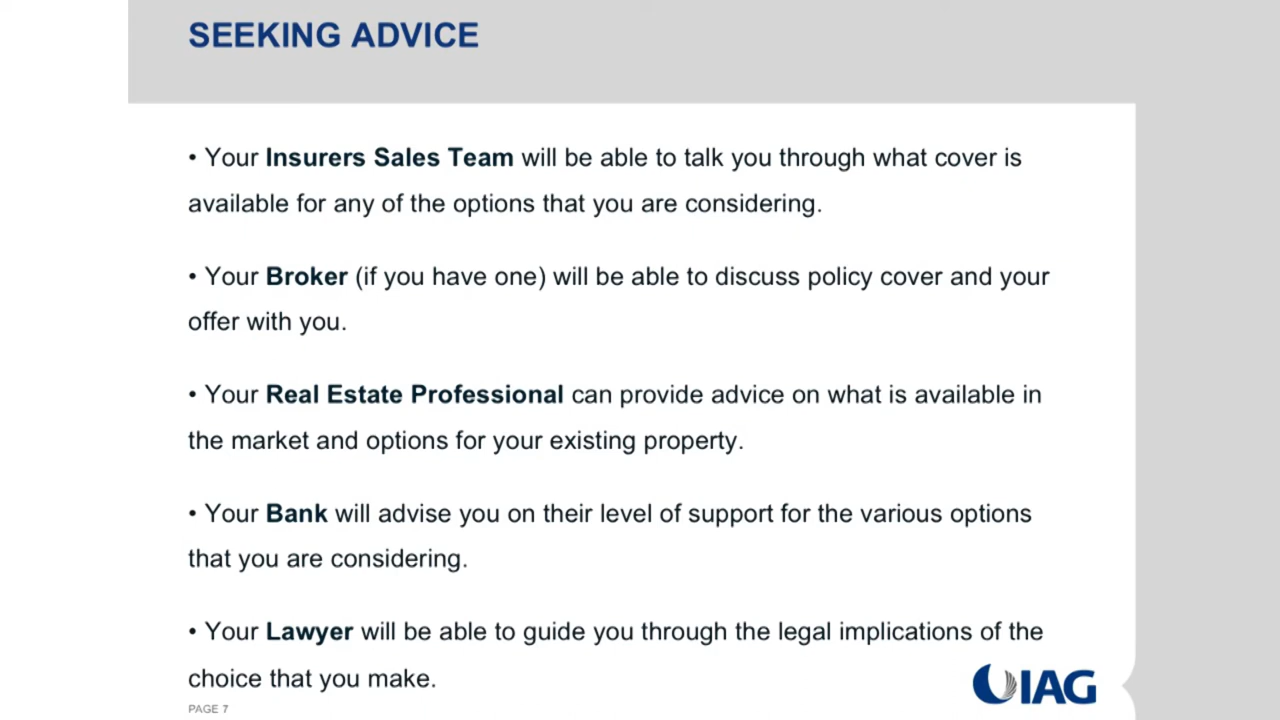 SEEKING ADVICE
• Your Insurers Sales Team will be able to talk you through what cover is
available for any of the options that you are considering.
• Your Broker (if you have one) will be able to discuss policy cover and your
offer with you.
• Your Real Estate Professional can provide advice on what is available in
the market and options for your existing property.
• Your Bank will advise you on their level of support for the various options
that you are considering.
• Your Lawyer will be able to guide you through the legal implications of the
choice that you make.
IAG
PAGE 7